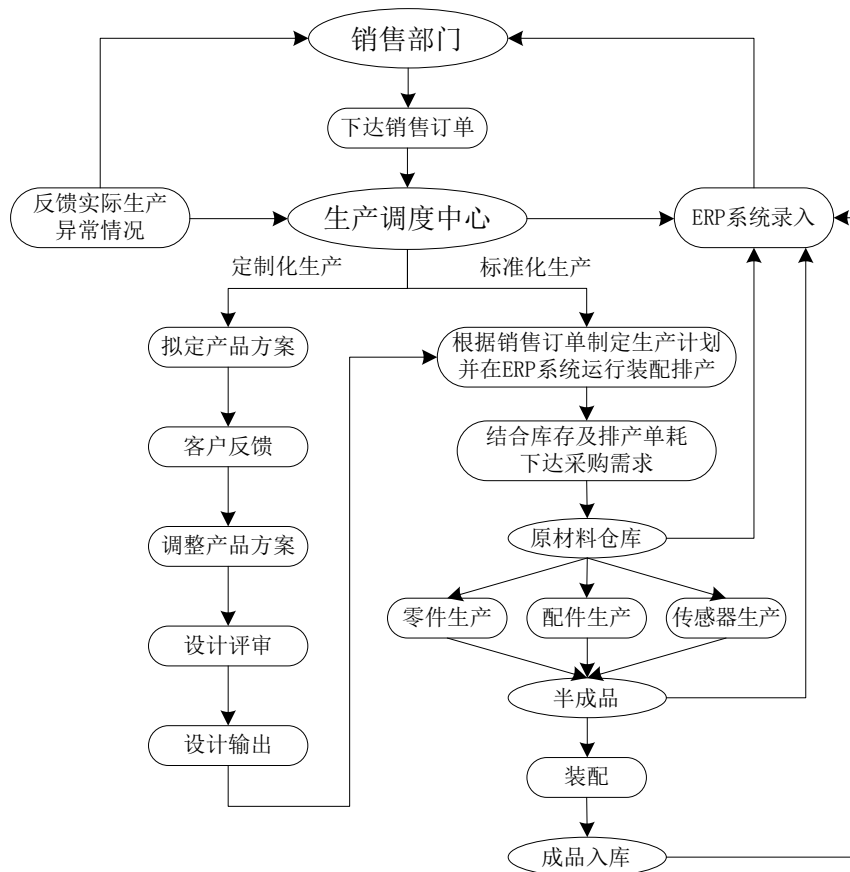 销售部门
下达销售订单
反馈实际生产
异常情况
生产调度中心
ERP系统录入
定制化生产
标准化生产
拟定产品方案
根据销售订单制定生产计划
并在ERP系统运行装配排产
客户反馈
结合库存及排产单耗
下达采购需求
调整产品方案
原材料仓库
零件生产
配件生产
传感器生产
设计评审
半成品
设计输出
装配
成品入库